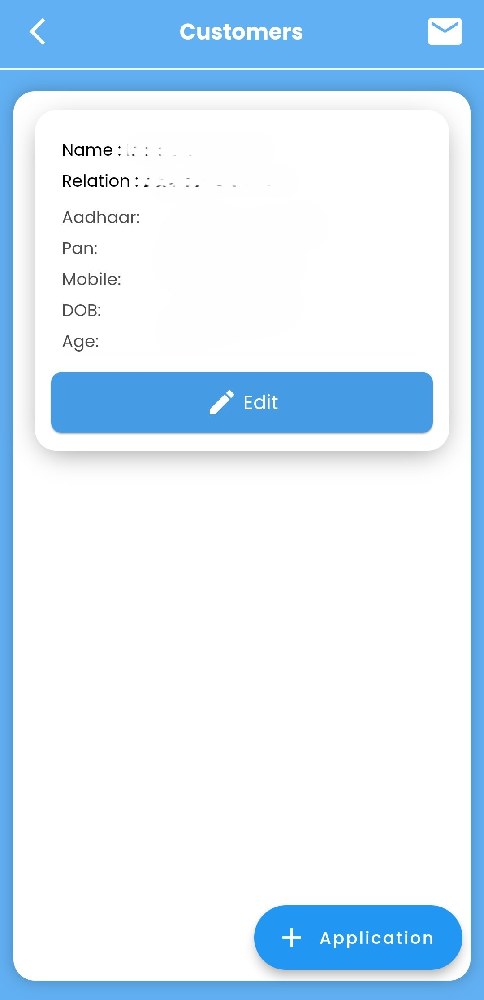 Customers
Name :
Relation :
Aadhaar:
Pan:
Mobile:
DOB:
Age:
Edit
Application